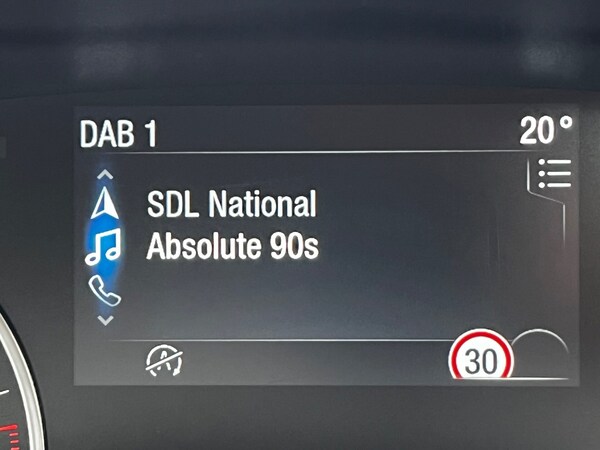 DAB 1
20°
SDL National
Absolute 90s
A
30